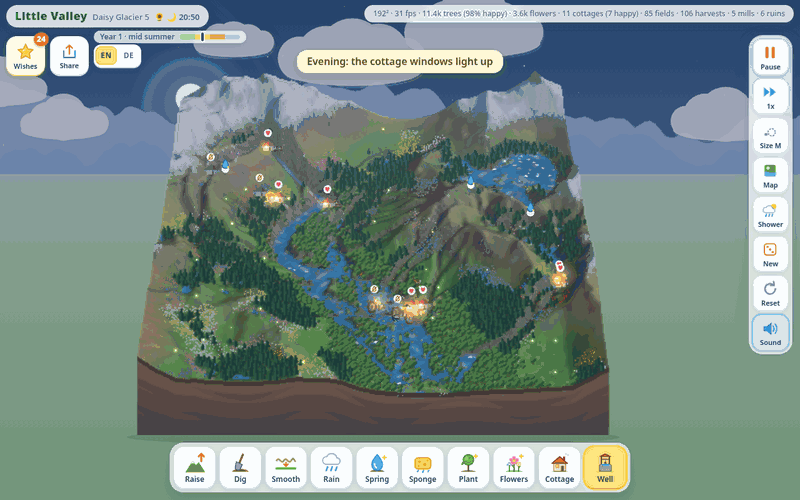 Little Valley Daisy Glacier 5 20:50
192² · 31 fps · 11.4k trees (98% happy) · 3.6k flowers · 11 cottages (7 happy) · 85 fields · 106 harvests · 5 mills · 6 ruins
24
Wishes
Share
Year 1 · mid summer
EN DE
Evening: the cottage windows light up
Pause
1x
Size M
Map
Shower
New
Reset
Sound
Raise Dig Smooth Rain Spring Sponge Plant Flowers Cottage Well